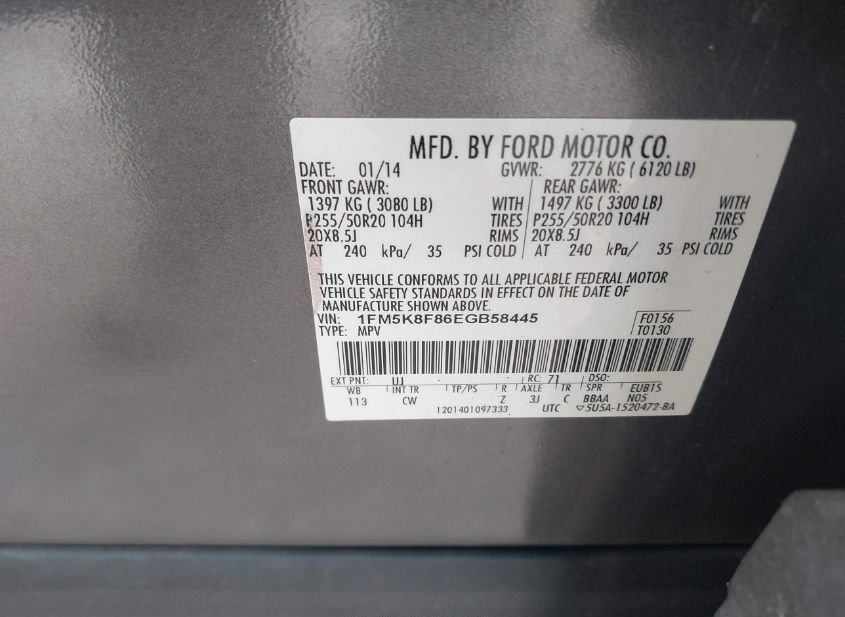 MFD. BY FORD MOTOR CO.
DATE: 01/14 GVWR: 2776 KG ( 6120 LB)
FRONT GAWR: REAR GAWR:
1397 KG ( 3080 LB) WITH 1497 KG ( 3300 LB) WITH
P255/50R20 104H TIRES P255/50R20 104H TIRES
20X8.5J RIMS 20X8.5J RIMS
AT 240 kPa/ 35 PSI COLD AT 240 kPa/ 35 PSI COLD
THIS VEHICLE CONFORMS TO ALL APPLICABLE FEDERAL MOTOR
VEHICLE SAFETY STANDARDS IN EFFECT ON THE DATE OF
MANUFACTURE SHOWN ABOVE.
VIN: 1FM5K8F86EGB58445 F0156
TYPE: MPV T0130
EXT PNT: UJ RC: 71 DSO:
WB INT TR TP/PS R AXLE TR SPR EUB1S
113 CW Z 3J C BBAA N05
1201401097333 UTC ▽5U5A-1520472-BA